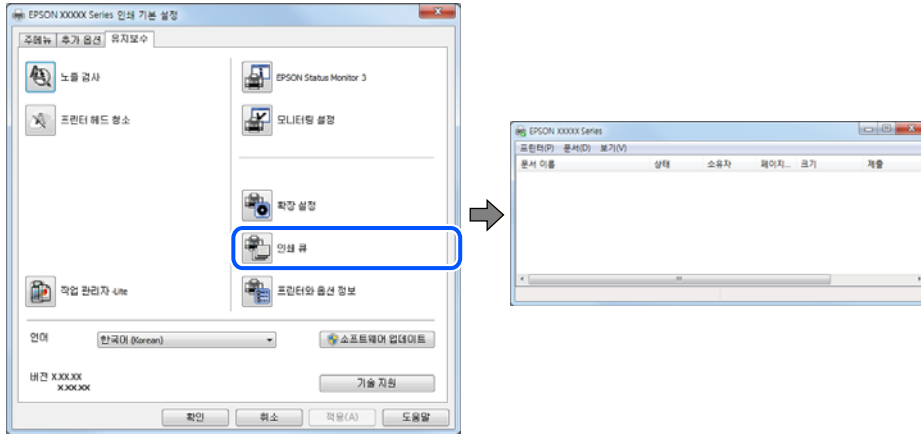 EPSON XXXXX Series 인쇄 기본 설정
주메뉴 추가 옵션 유지보수
노즐 검사
EPSON Status Monitor 3
프린터 헤드 청소
모니터링 설정
확장 설정
인쇄 큐
작업 관리자 -Lite
프린터와 옵션 정보
언어 한국어 (Korean) 소프트웨어 업데이트
버전 X.XX.XX
X.XX.XX
기술 지원
확인 취소 적용(A) 도움말
EPSON XXXXX Series
프린터(P) 문서(D) 보기(V)
문서 이름 상태 소유자 페이지... 크기 제출